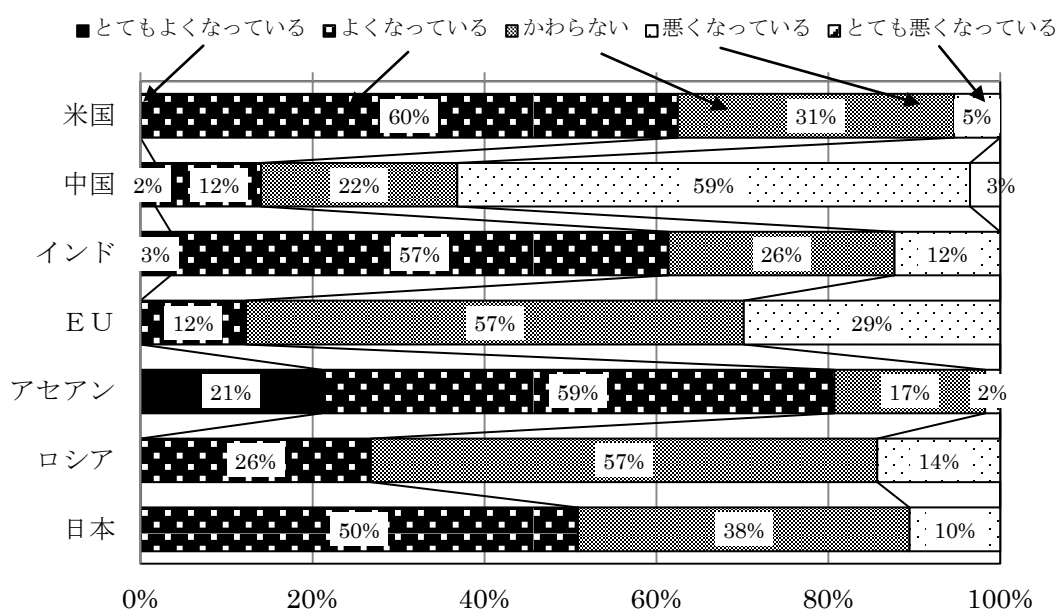 ■とてもよくなっている よくなっている かわらない 悪くなっている とても悪くなっている
米国 60% 31% 5%
中国 2% 12% 22% 59% 3%
インド 3% 57% 26% 12%
ＥＵ 12% 57% 29%
アセアン 21% 59% 17% 2%
ロシア 26% 57% 14%
日本 50% 38% 10%
0% 20% 40% 60% 80% 100%